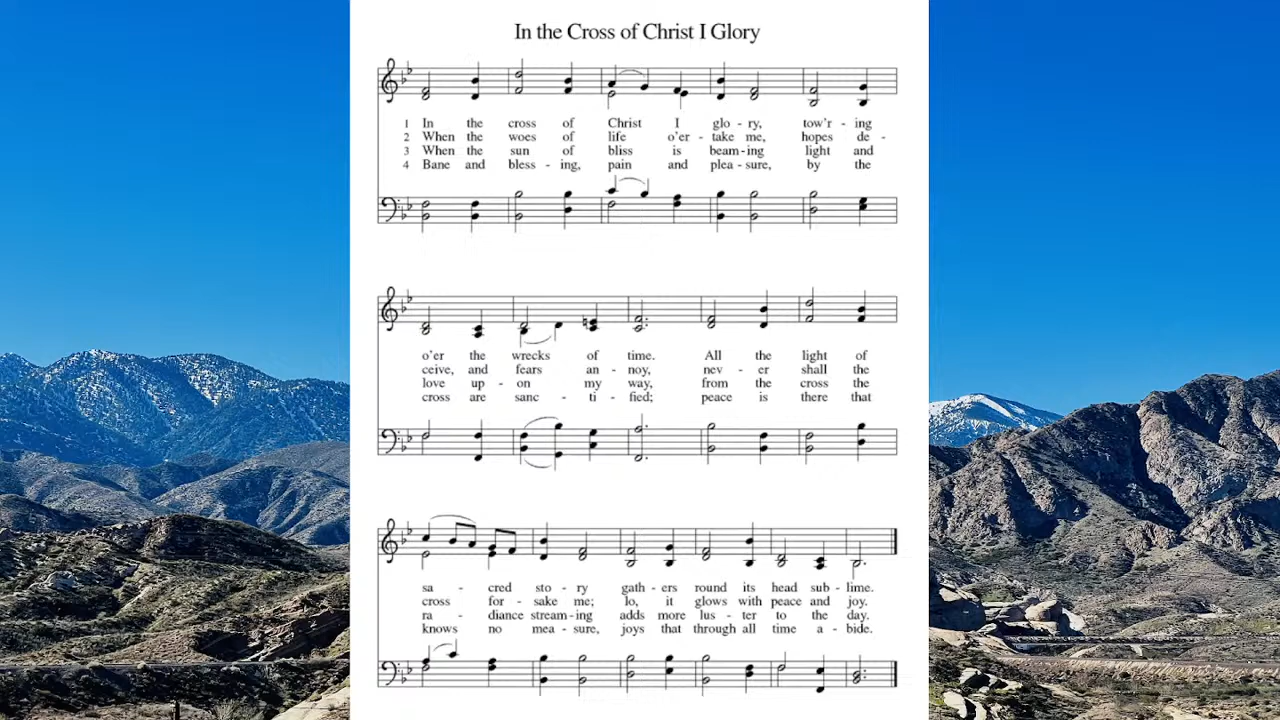 In the Cross of Christ I Glory
1 In the cross of Christ I glo - ry, tow'r - ing
2 When the woes of life o'er - take me, hopes de -
3 When the sun of bliss is beam - ing light and
4 Bane and bless - ing, pain and plea - sure, by the
o'er the wrecks of time. All the light of
ceive, and fears an - noy, nev - er shall the
love up - on my way, from the cross the
cross are sanc - ti - fied; peace is there that
sa - cred sto - ry gath - ers round its head sub - lime.
cross for - sake me; lo, it glows with peace and joy.
ra - diance stream - ing adds more lus - ter to the day.
knows no mea - sure, joys that through all time a - bide.